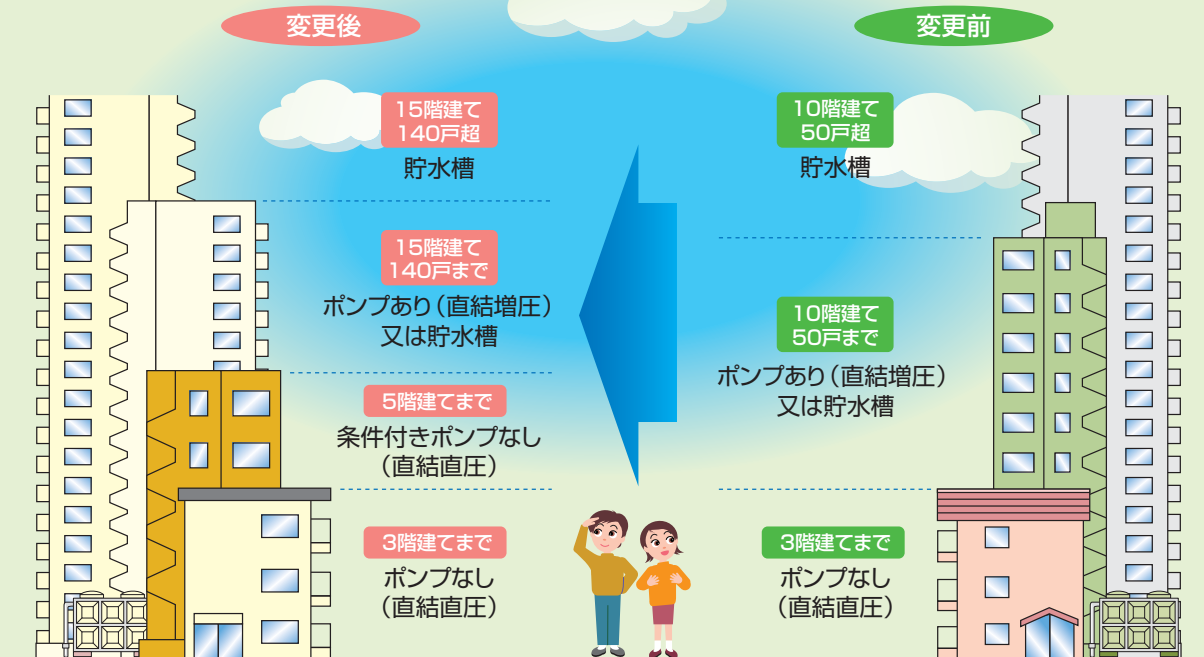 変更後
15階建て
140戸超
貯水槽
15階建て
140戸まで
ポンプあり（直結増圧）
又は貯水槽
5階建てまで
条件付きポンプなし
（直結直圧）
3階建てまで
ポンプなし
（直結直圧）
変更前
10階建て
50戸超
貯水槽
10階建て
50戸まで
ポンプあり（直結増圧）
又は貯水槽
3階建てまで
ポンプなし
（直結直圧）